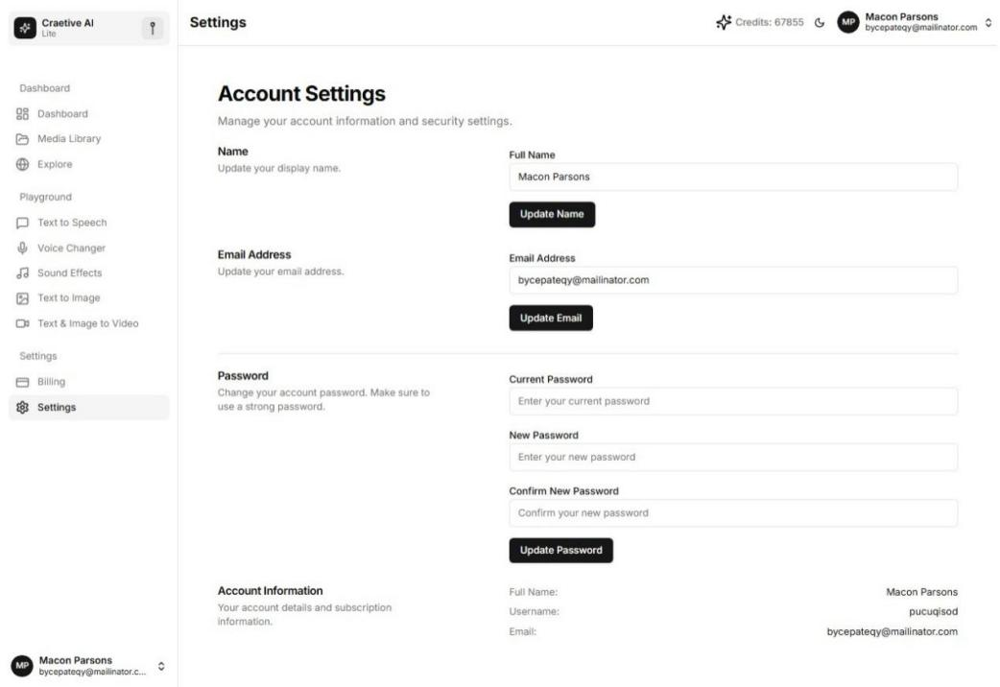 Craetive AI
Lite
Settings
Credits: 67855
MP
Macon Parsons
bycepateqy@mailinator.com
Dashboard
Dashboard
Media Library
Explore
Playground
Text to Speech
Voice Changer
Sound Effects
Text to Image
Text & Image to Video
Settings
Billing
Settings
MP
Macon Parsons
bycepateqy@mailinator.c...
Account Settings
Manage your account information and security settings.
Name
Update your display name.
Full Name
Macon Parsons
Update Name
Email Address
Update your email address.
Email Address
bycepateqy@mailinator.com
Update Email
Password
Change your account password. Make sure to
use a strong password.
Current Password
Enter your current password
New Password
Enter your new password
Confirm New Password
Confirm your new password
Update Password
Account Information
Your account details and subscription
information.
Full Name: Macon Parsons
Username: pucuqisod
Email: bycepateqy@mailinator.com